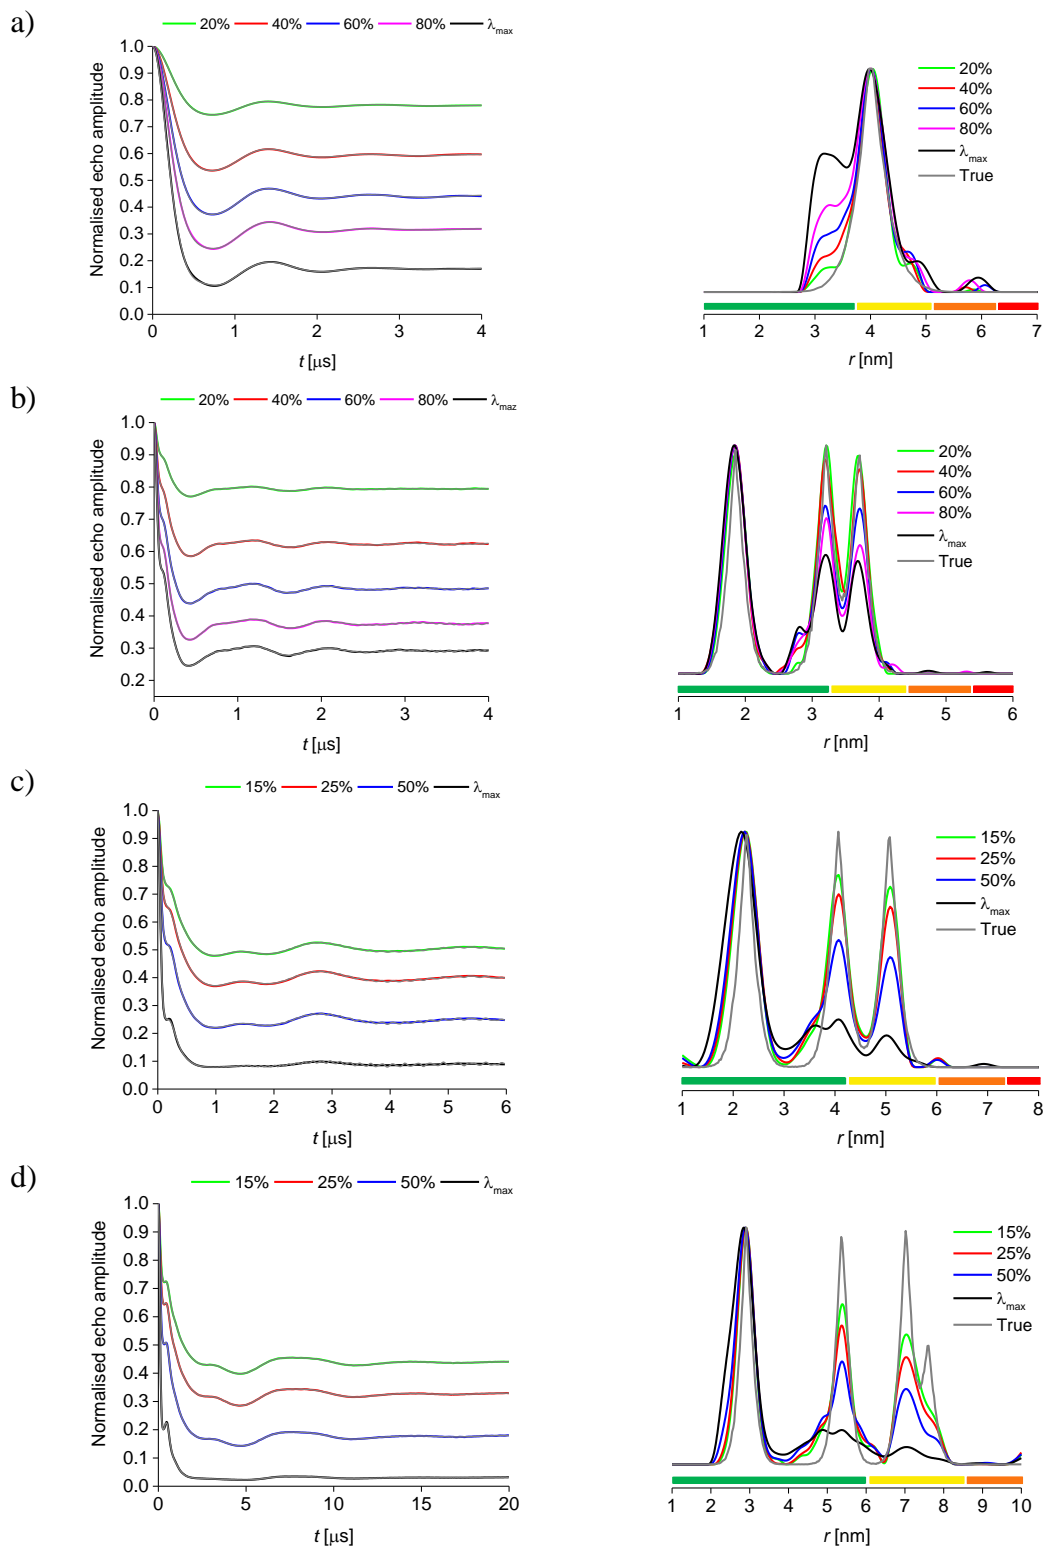 a)
20% 40% 60% 80% λmax
1.0
0.9
0.8
0.7
0.6
0.5
0.4
0.3
0.2
0.1
0 1 2 3 4
Normalised echo amplitude
t [μs]
20%
40%
60%
80%
λmax
True
1 2 3 4 5 6 7
r [nm]
b)
20% 40% 60% 80% λmaz
1.0
0.9
0.8
0.7
0.6
0.5
0.4
0.3
0.2
0 1 2 3 4
Normalised echo amplitude
t [μs]
20%
40%
60%
80%
λmax
True
1 2 3 4 5 6
r [nm]
c)
15% 25% 50% λmax
1.0
0.9
0.8
0.7
0.6
0.5
0.4
0.3
0.2
0.1
0.0
0 1 2 3 4 5 6
Normalised echo amplitude
t [μs]
15%
25%
50%
λmax
True
1 2 3 4 5 6 7 8
r [nm]
d)
15% 25% 50% λmax
1.0
0.9
0.8
0.7
0.6
0.5
0.4
0.3
0.2
0.1
0.0
0 5 10 15 20
Normalised echo amplitude
t [μs]
15%
25%
50%
λmax
True
1 2 3 4 5 6 7 8 9 10
r [nm]